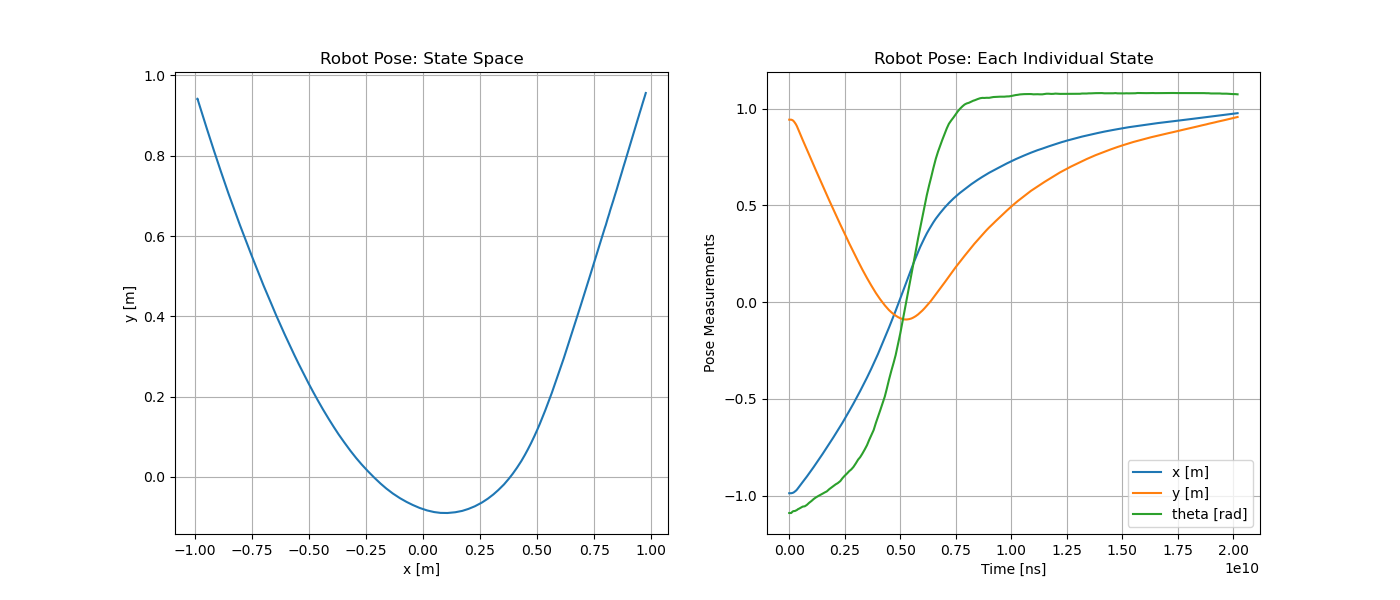 Robot Pose: State Space
1.0
0.8
0.6
0.4
0.2
0.0
y [m]
−1.00 −0.75 −0.50 −0.25 0.00 0.25 0.50 0.75 1.00
x [m]
Robot Pose: Each Individual State
1.0
0.5
0.0
−0.5
−1.0
Pose Measurements
x [m]
y [m]
theta [rad]
0.00 0.25 0.50 0.75 1.00 1.25 1.50 1.75 2.00
1e10
Time [ns]